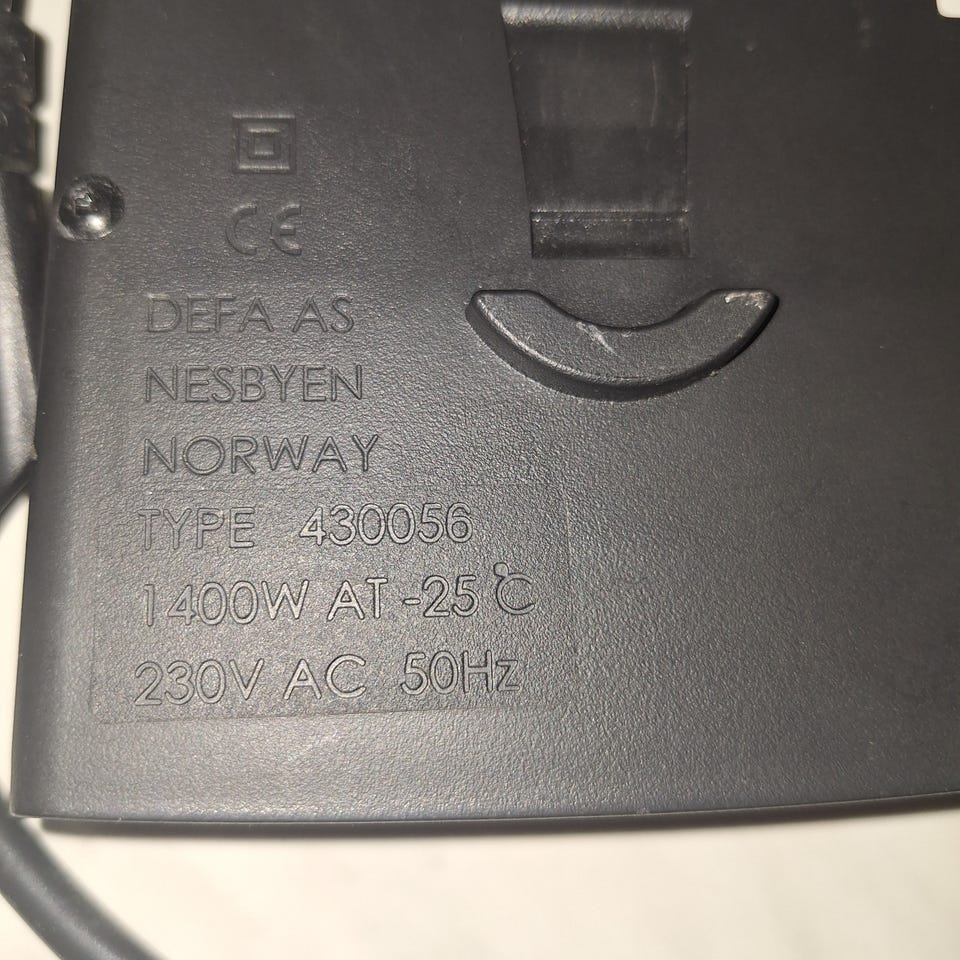 CE
DEFA AS
NESBYEN
NORWAY
TYPE 430056
1400W AT -25°C
230V AC 50Hz